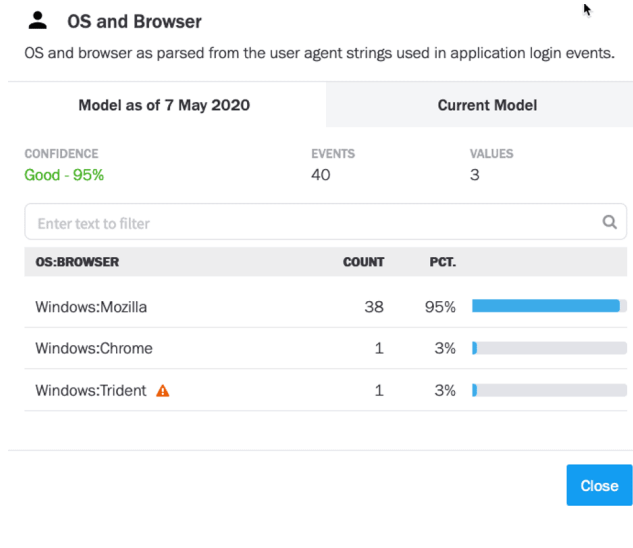 OS and Browser
OS and browser as parsed from the user agent strings used in application login events.
Model as of 7 May 2020 Current Model
CONFIDENCE EVENTS VALUES
Good - 95% 40 3
Enter text to filter
OS:BROWSER COUNT PCT.
Windows:Mozilla 38 95%
Windows:Chrome 1 3%
Windows:Trident 1 3%
Close